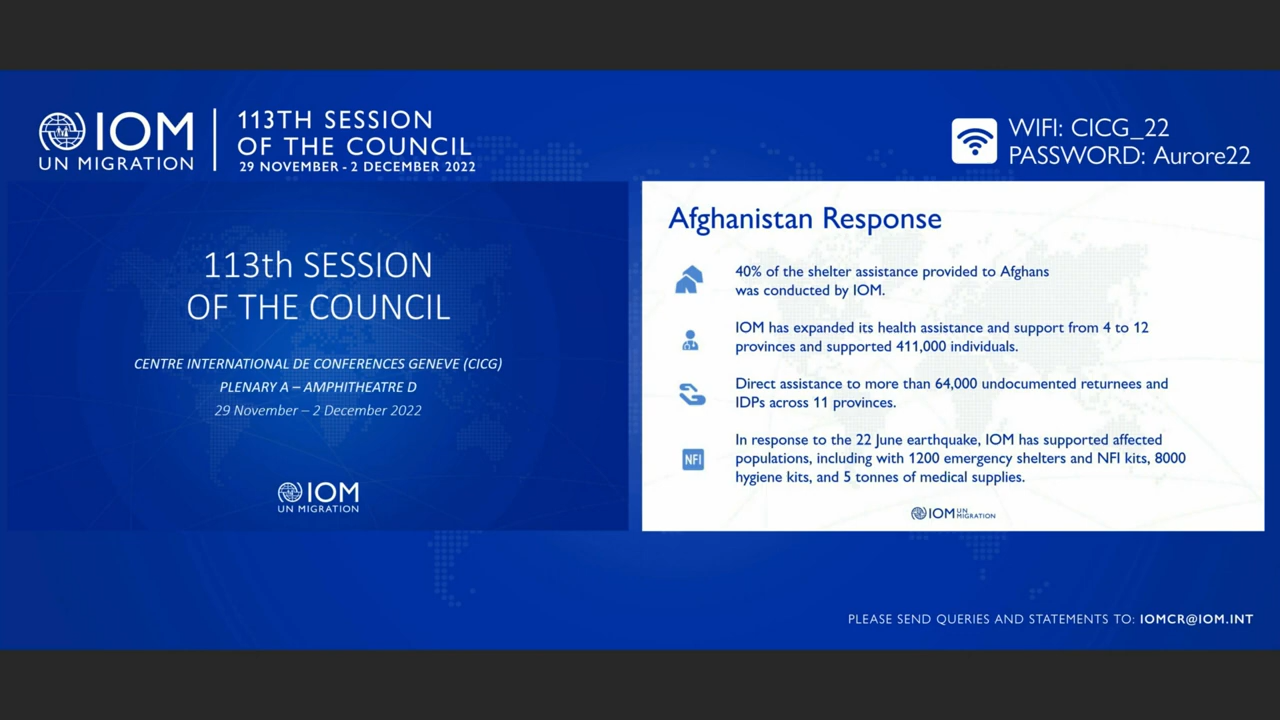 IOM
UN MIGRATION
113TH SESSION
OF THE COUNCIL
29 NOVEMBER - 2 DECEMBER 2022
WIFI: CICG_22
PASSWORD: Aurore22
113th SESSION
OF THE COUNCIL
CENTRE INTERNATIONAL DE CONFERENCES GENEVE (CICG)
PLENARY A – AMPHITHEATRE D
29 November – 2 December 2022
IOM
UN MIGRATION
Afghanistan Response
40% of the shelter assistance provided to Afghans
was conducted by IOM.
IOM has expanded its health assistance and support from 4 to 12
provinces and supported 411,000 individuals.
Direct assistance to more than 64,000 undocumented returnees and
IDPs across 11 provinces.
NFI
In response to the 22 June earthquake, IOM has supported affected
populations, including with 1200 emergency shelters and NFI kits, 8000
hygiene kits, and 5 tonnes of medical supplies.
IOM UN MIGRATION
PLEASE SEND QUERIES AND STATEMENTS TO: IOMCR@IOM.INT